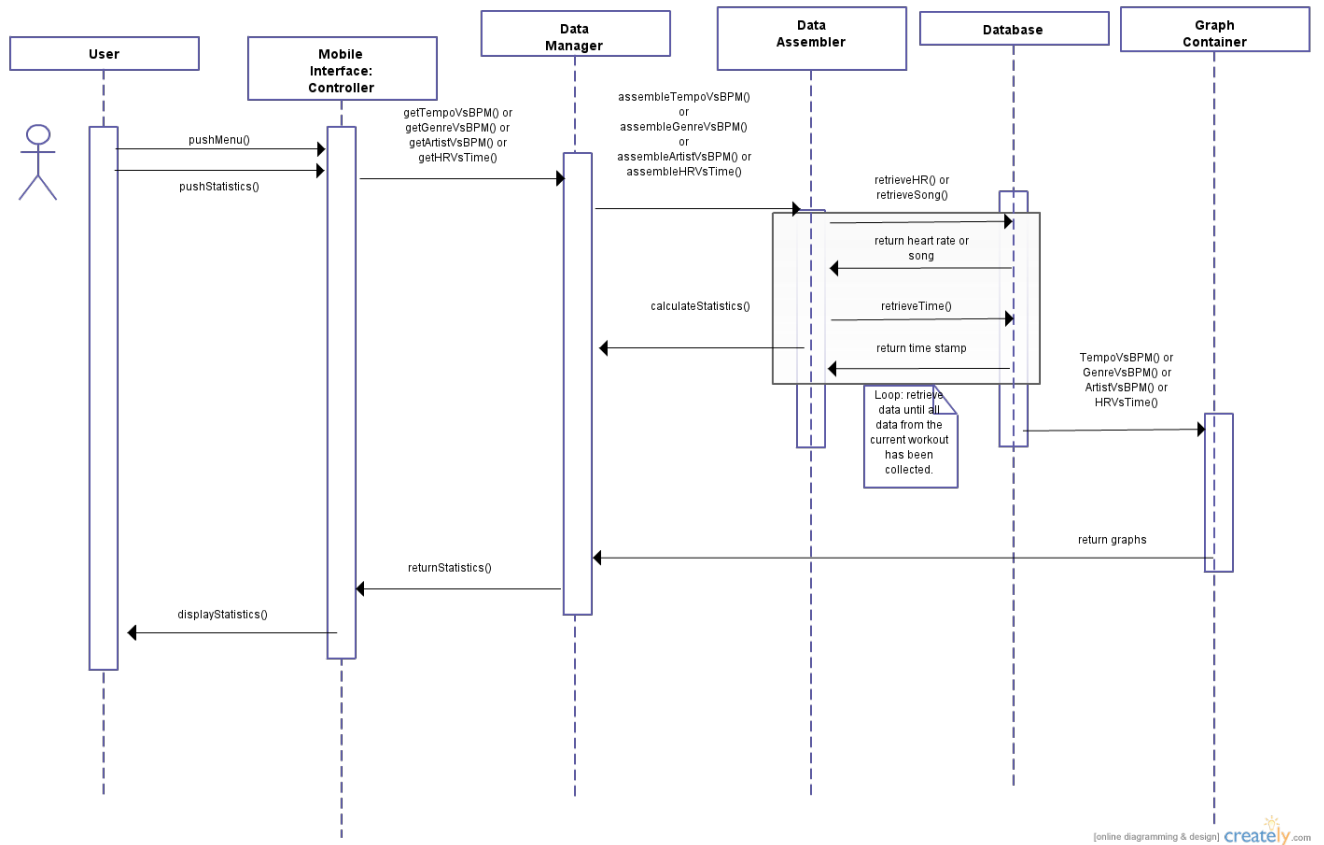 User
Mobile
Interface:
Controller
Data
Manager
Data
Assembler
Database
Graph
Container
pushMenu()
pushStatistics()
getTempoVsBPM() or
getGenreVsBPM() or
getArtistVsBPM() or
getHRVsTime()
assembleTempoVsBPM()
or
assembleGenreVsBPM()
or
assembleArtistVsBPM() or
assembleHRVsTime()
retrieveHR() or
retrieveSong()
return heart rate or
song
calculateStatistics()
retrieveTime()
return time stamp
TempoVsBPM() or
GenreVsBPM() or
ArtistVsBPM() or
HRVsTime()
Loop: retrieve
data until all
data from the
current workout
has been
collected.
return graphs
returnStatistics()
displayStatistics()
[online diagramming & design] creately.com